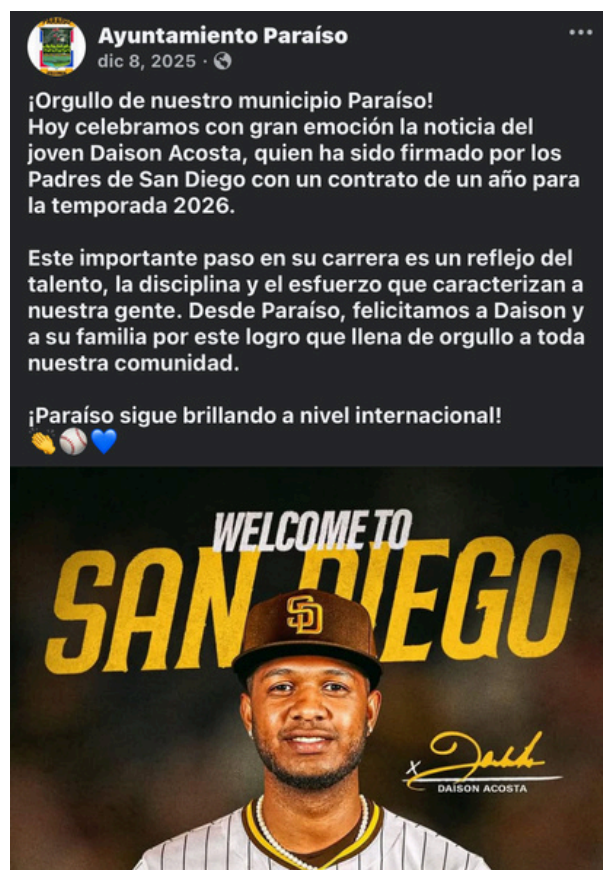 Ayuntamiento Paraíso
dic 8, 2025 ·
¡Orgullo de nuestro municipio Paraíso!
Hoy celebramos con gran emoción la noticia del
joven Daison Acosta, quien ha sido firmado por los
Padres de San Diego con un contrato de un año para
la temporada 2026.
Este importante paso en su carrera es un reflejo del
talento, la disciplina y el esfuerzo que caracterizan a
nuestra gente. Desde Paraíso, felicitamos a Daison y
a su familia por este logro que llena de orgullo a toda
nuestra comunidad.
¡Paraíso sigue brillando a nivel internacional!
👏⚾💙
WELCOME TO
SAN DIEGO
SD
x
DAISON ACOSTA